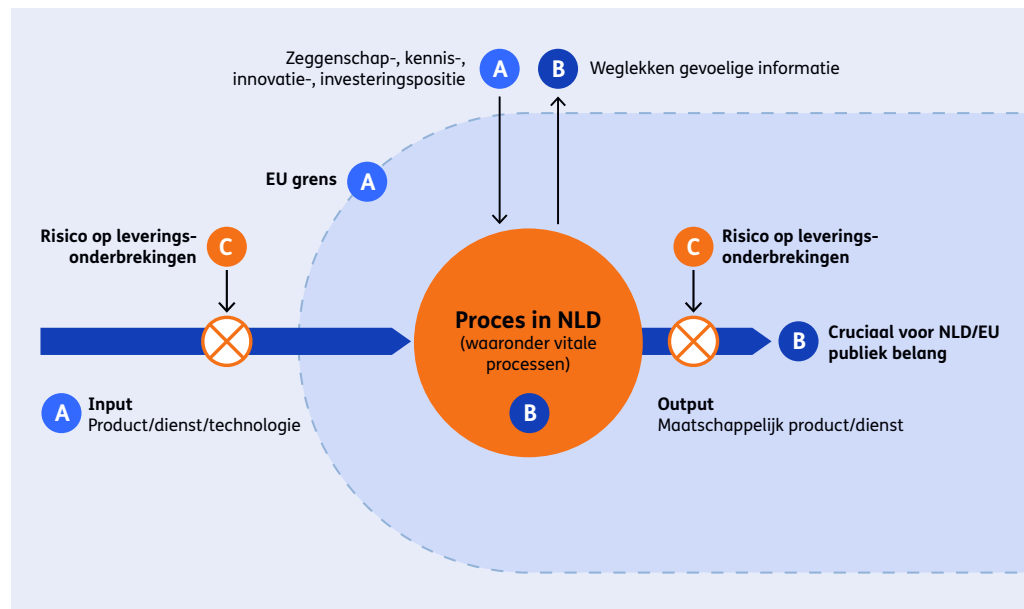 Zeggenschap-, kennis-,
innovatie-, investeringspositie
A
B
Weglekken gevoelige informatie
EU grens
A
Risico op leverings-
onderbrekingen
C
C
Risico op leverings-
onderbrekingen
Proces in NLD
(waaronder vitale
processen)
B
B
Cruciaal voor NLD/EU
publiek belang
A
Input
Product/dienst/technologie
Output
Maatschappelijk product/dienst